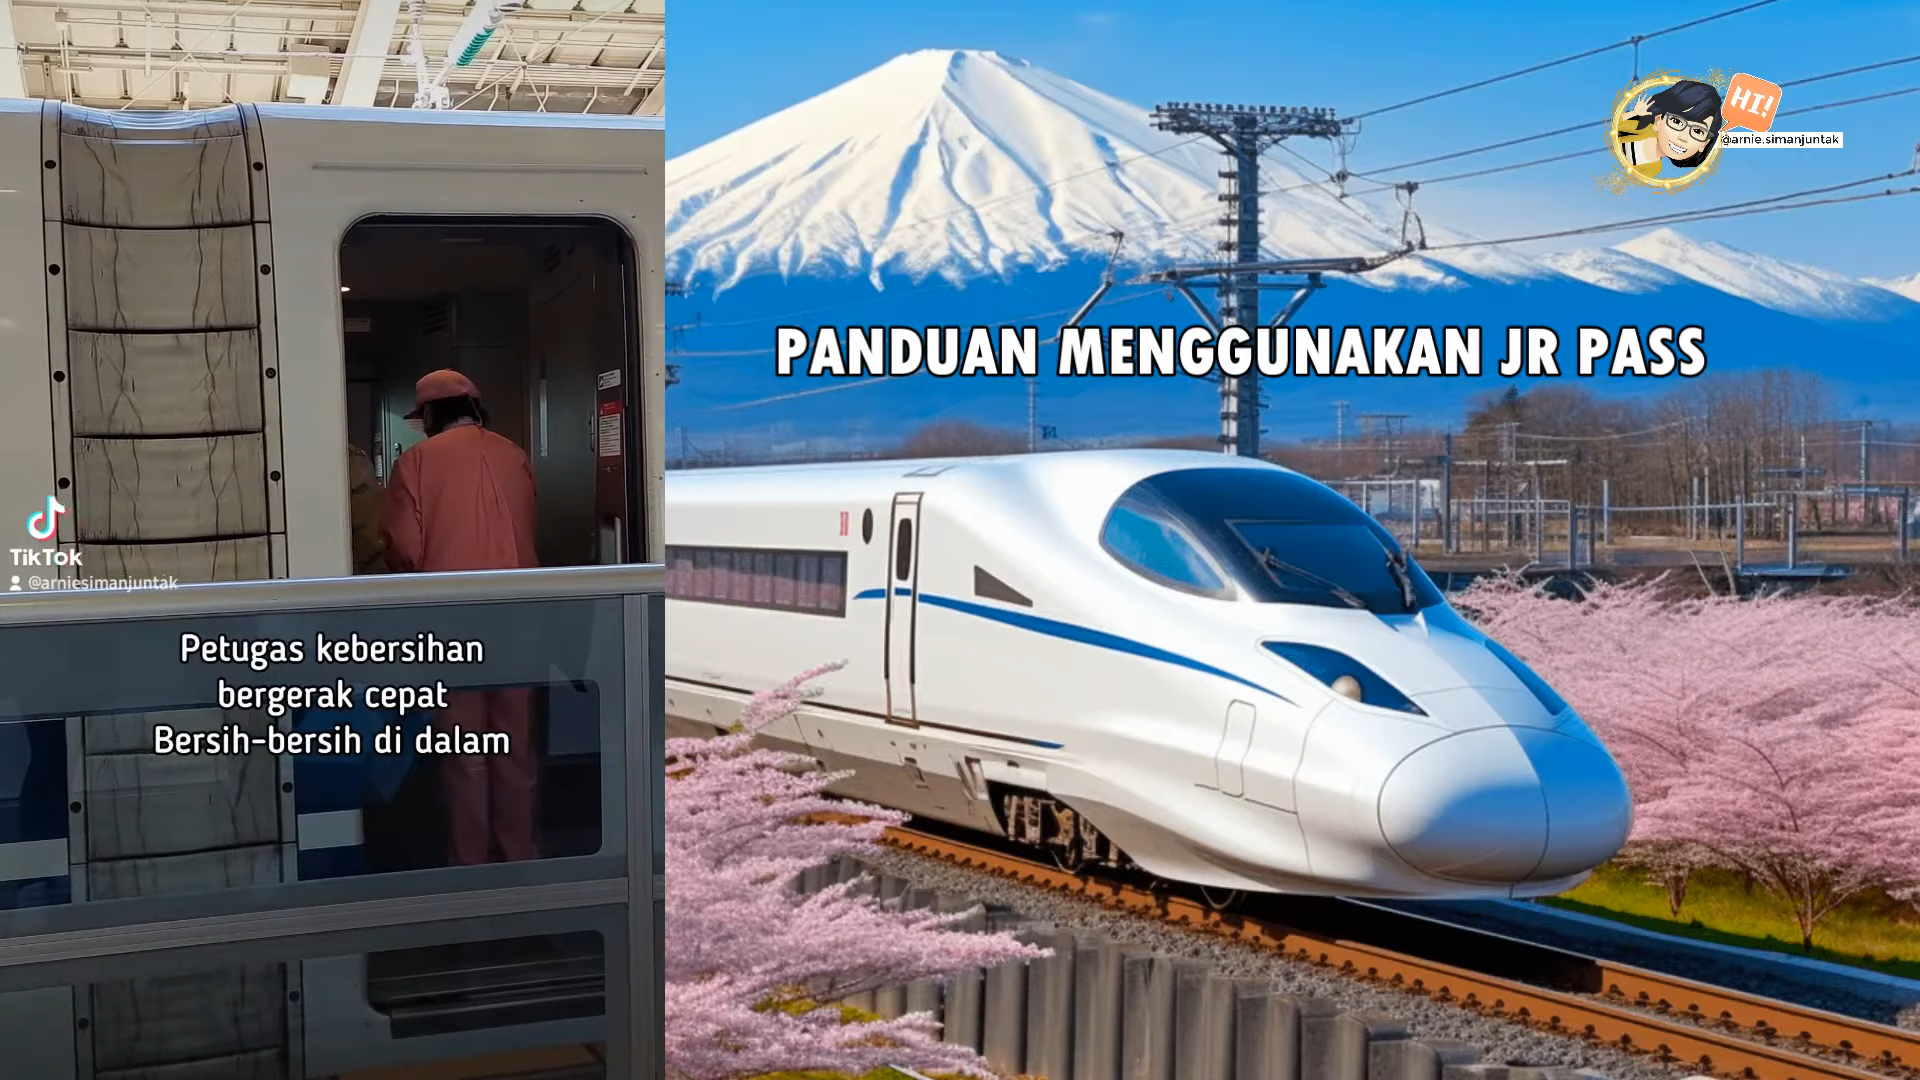 TikTok
@arniesimanjuntak
Petugas kebersihan
bergerak cepat
Bersih-bersih di dalam
HI!
@arnie.simanjuntak
PANDUAN MENGGUNAKAN JR PASS